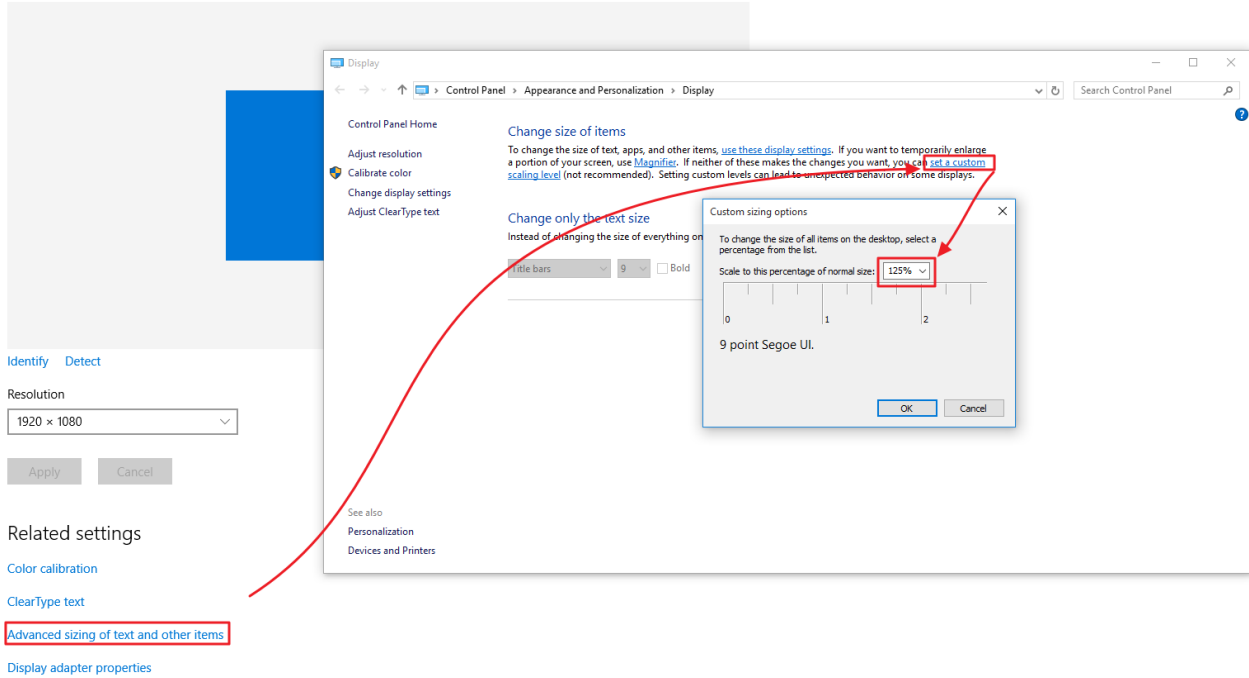 Display
Control Panel > Appearance and Personalization > Display
Search Control Panel
Control Panel Home
Adjust resolution
Calibrate color
Change display settings
Adjust ClearType text
Change size of items
To change the size of text, apps, and other items, use these display settings. If you want to temporarily enlarge
a portion of your screen, use Magnifier. If neither of these makes the changes you want, you can set a custom
scaling level (not recommended). Setting custom levels can lead to unexpected behavior on some displays.
Change only the text size
Instead of changing the size of everything on
Title bars
9
Bold
Custom sizing options
To change the size of all items on the desktop, select a
percentage from the list.
Scale to this percentage of normal size: 125%
0 1 2
9 point Segoe UI.
OK Cancel
See also
Personalization
Devices and Printers
Identify Detect
Resolution
1920 × 1080
Apply Cancel
Related settings
Color calibration
ClearType text
Advanced sizing of text and other items
Display adapter properties